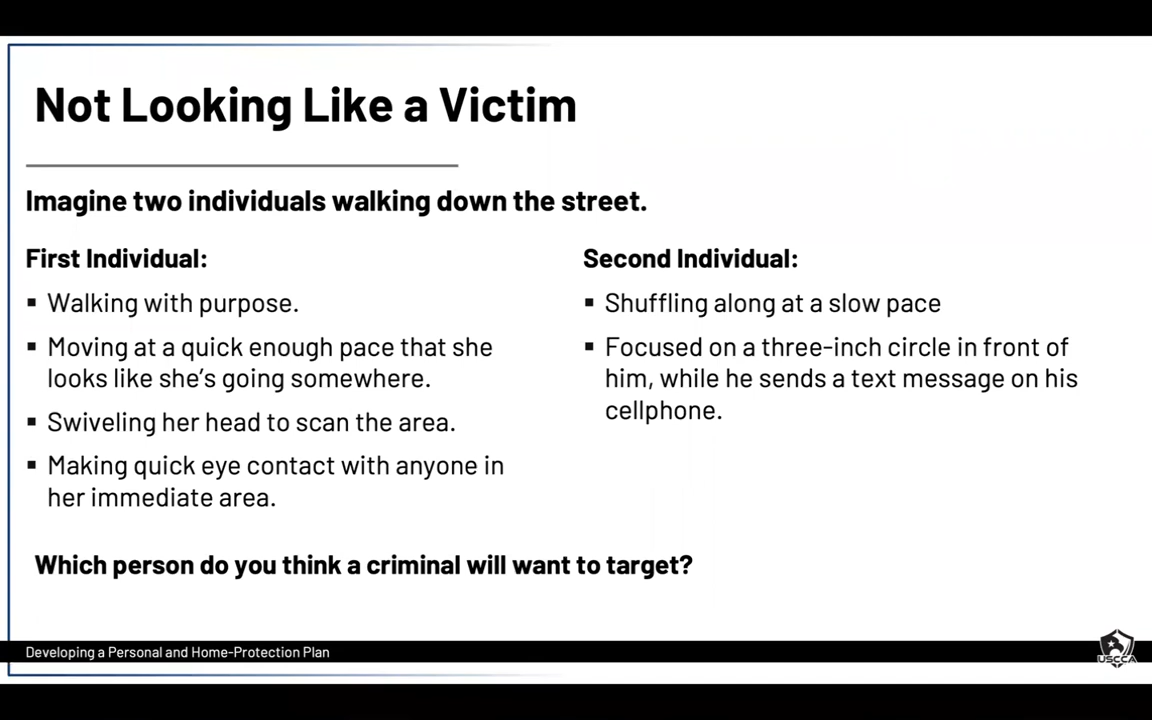 Not Looking Like a Victim
Imagine two individuals walking down the street.
First Individual:
▪ Walking with purpose.
▪ Moving at a quick enough pace that she
looks like she's going somewhere.
▪ Swiveling her head to scan the area.
▪ Making quick eye contact with anyone in
her immediate area.
Second Individual:
▪ Shuffling along at a slow pace
▪ Focused on a three-inch circle in front of
him, while he sends a text message on his
cellphone.
Which person do you think a criminal will want to target?
Developing a Personal and Home-Protection Plan
USCCA